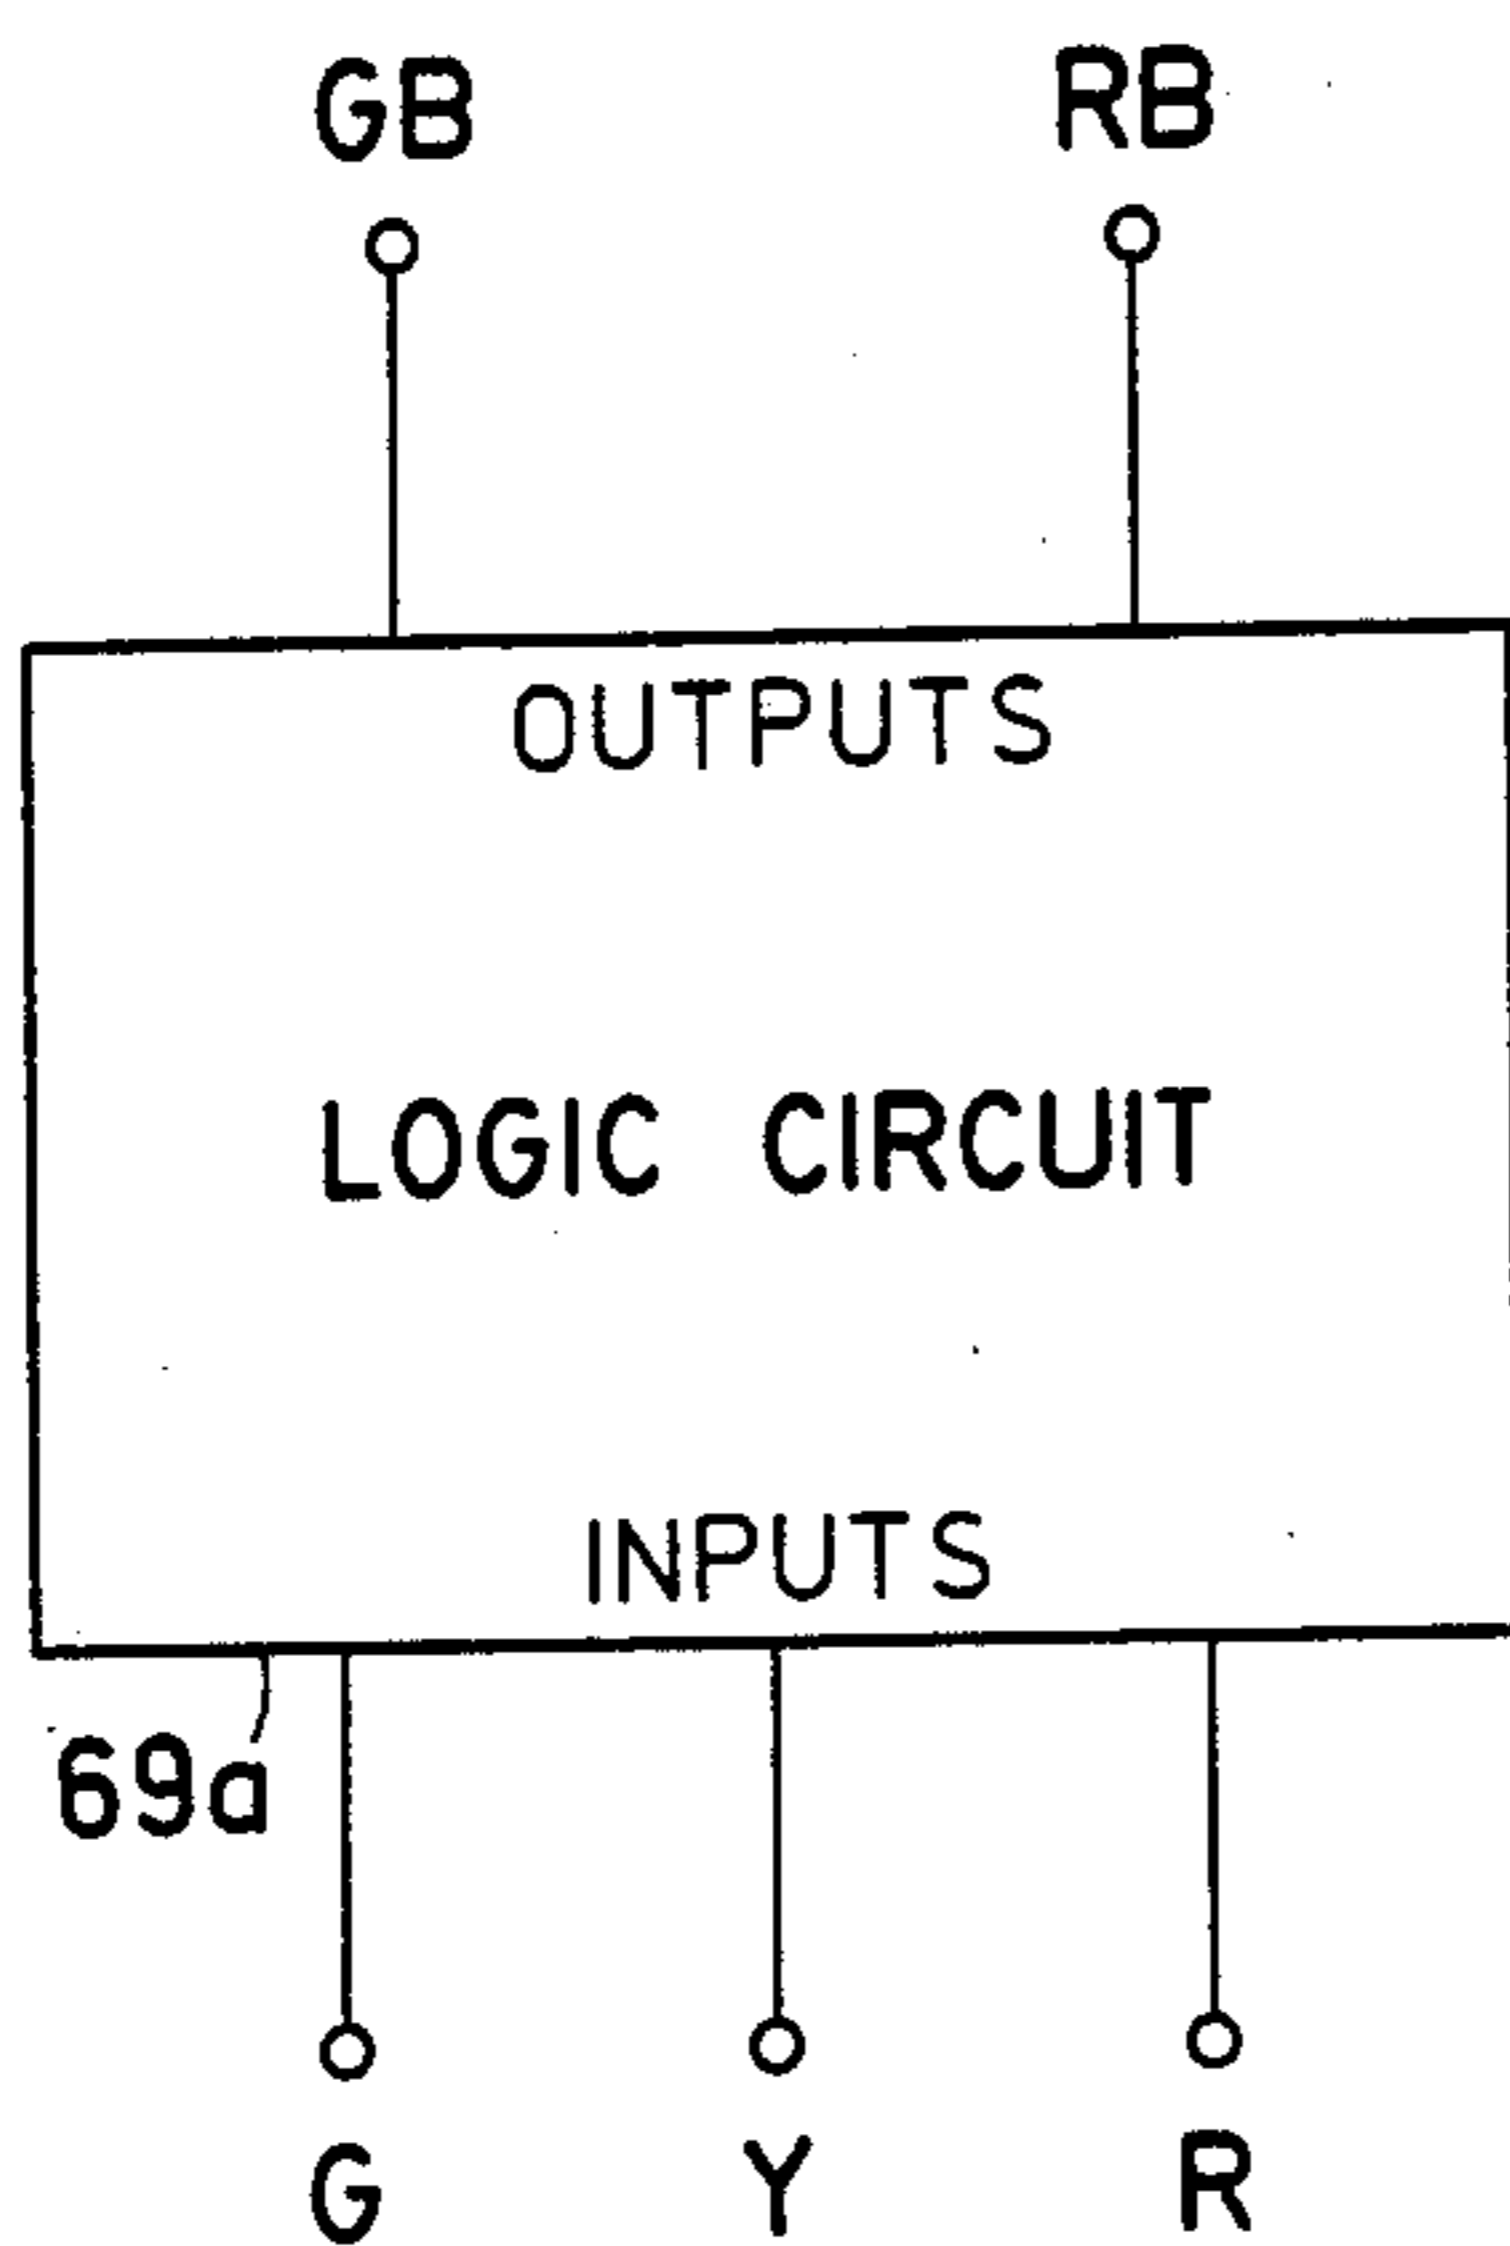 GB RB
OUTPUTS
LOGIC CIRCUIT
INPUTS
69a
G Y R